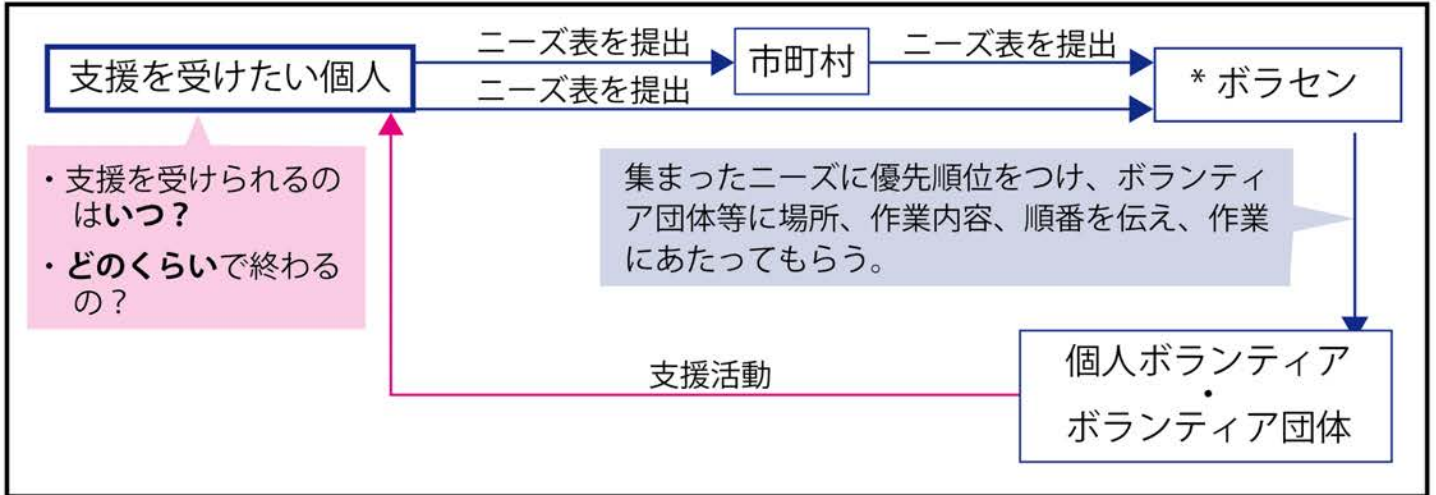 支援を受けたい個人
ニーズ表を提出
ニーズ表を提出
市町村
ニーズ表を提出
* ボラセン
・支援を受けられるの
はいつ？
・どのくらいで終わる
の？
集まったニーズに優先順位をつけ、ボランティ
ア団体等に場所、作業内容、順番を伝え、作業
にあたってもらう。
支援活動
個人ボランティア
・
ボランティア団体